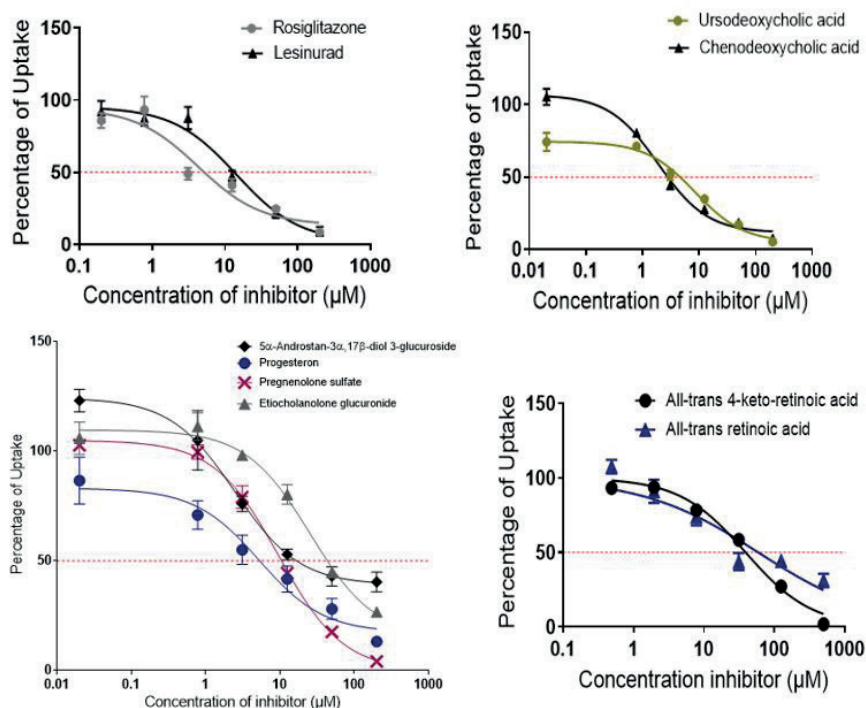 Rosiglitazone
Lesinurad
Percentage of Uptake
150
100
50
0
0.1 1 10 100 1000
Concentration of inhibitor (µM)
Ursodeoxycholic acid
Chenodeoxycholic acid
Percentage of Uptake
150
100
50
0
0.01 0.1 1 10 100 1000
Concentration of inhibitor (µM)
5α-Androstan-3α,17β-diol 3-glucuroside
Progesteron
Pregnenolone sulfate
Etiocholanolone glucuronide
Percentage of Uptake
150
100
50
0
0.01 0.1 1 10 100 1000
Concentration of inhibitor (µM)
All-trans 4-keto-retinoic acid
All-trans retinoic acid
Percentage of Uptake
150
100
50
0
0.1 1 10 100 1000
Concentration inhibitor (µM)